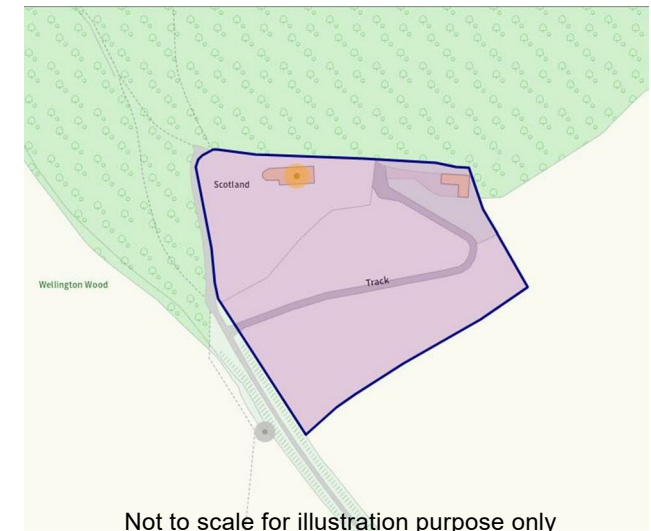 Scotland
Track
Wellington Wood
Not to scale for illustration purpose only